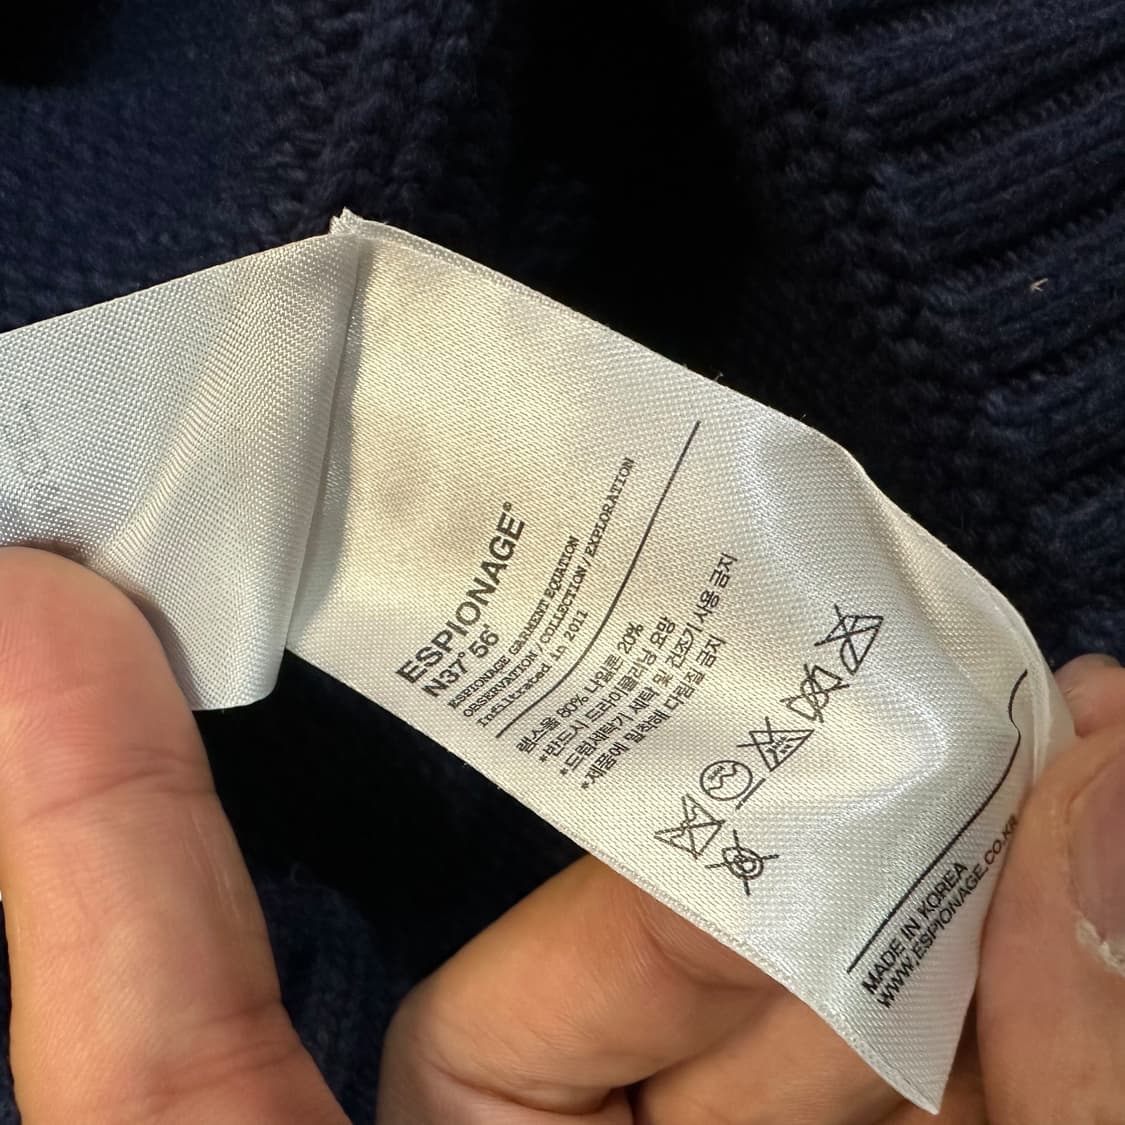 ESPIONAGE®
N37° 56'
ESPIONAGE GARMENT EQUATION
OBSERVATION/COLLECTION/EXPLORATION
Infiltrated in 2011
램스울 80% 나일론 20%
*반드시 드라이클리닝 요망
*드럼세탁기 세탁 및 건조기 사용 금지
*제품에 밀착해 다림질 금지
MADE IN KOREA
WWW.ESPIONAGE.CO.KR